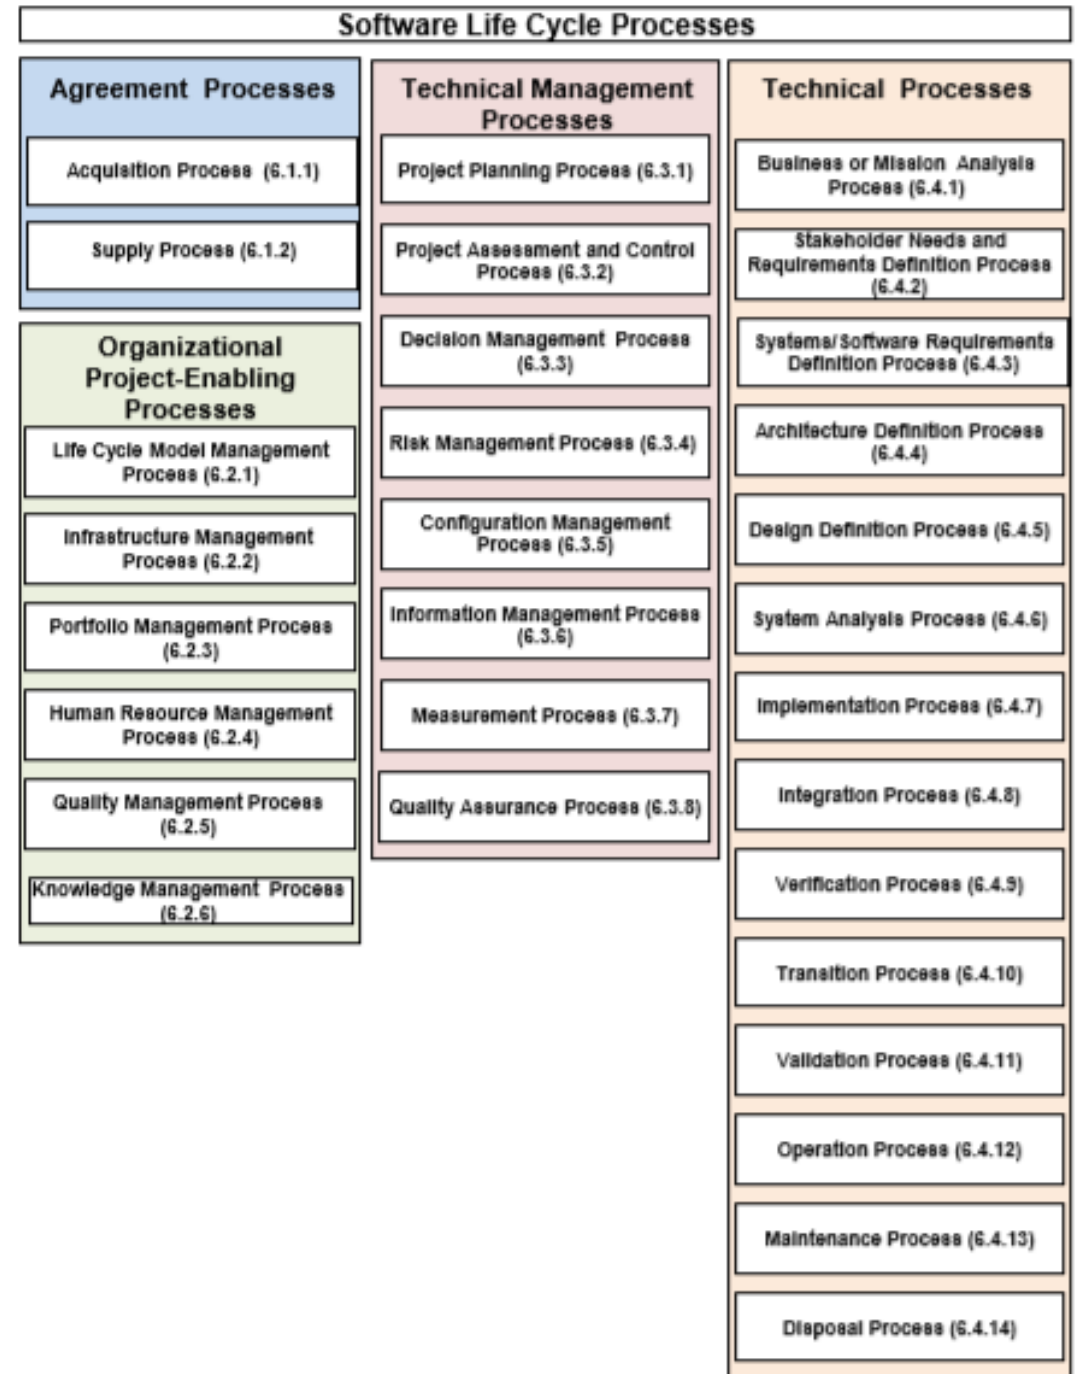 Software Life Cycle Processes
Agreement Processes
Acquisition Process (6.1.1)
Supply Process (6.1.2)
Organizational
Project-Enabling
Processes
Life Cycle Model Management
Process (6.2.1)
Infrastructure Management
Process (6.2.2)
Portfolio Management Process
(6.2.3)
Human Resource Management
Process (6.2.4)
Quality Management Process
(6.2.5)
Knowledge Management Process
(6.2.6)
Technical Management
Processes
Project Planning Process (6.3.1)
Project Assessment and Control
Process (6.3.2)
Decision Management Process
(6.3.3)
Risk Management Process (6.3.4)
Configuration Management
Process (6.3.5)
Information Management Process
(6.3.6)
Measurement Process (6.3.7)
Quality Assurance Process (6.3.8)
Technical Processes
Business or Mission Analysis
Process (6.4.1)
Stakeholder Needs and
Requirements Definition Process
(6.4.2)
Systems/Software Requirements
Definition Process (6.4.3)
Architecture Definition Process
(6.4.4)
Design Definition Process (6.4.5)
System Analysis Process (6.4.6)
Implementation Process (6.4.7)
Integration Process (6.4.8)
Verification Process (6.4.9)
Transition Process (6.4.10)
Validation Process (6.4.11)
Operation Process (6.4.12)
Maintenance Process (6.4.13)
Disposal Process (6.4.14)